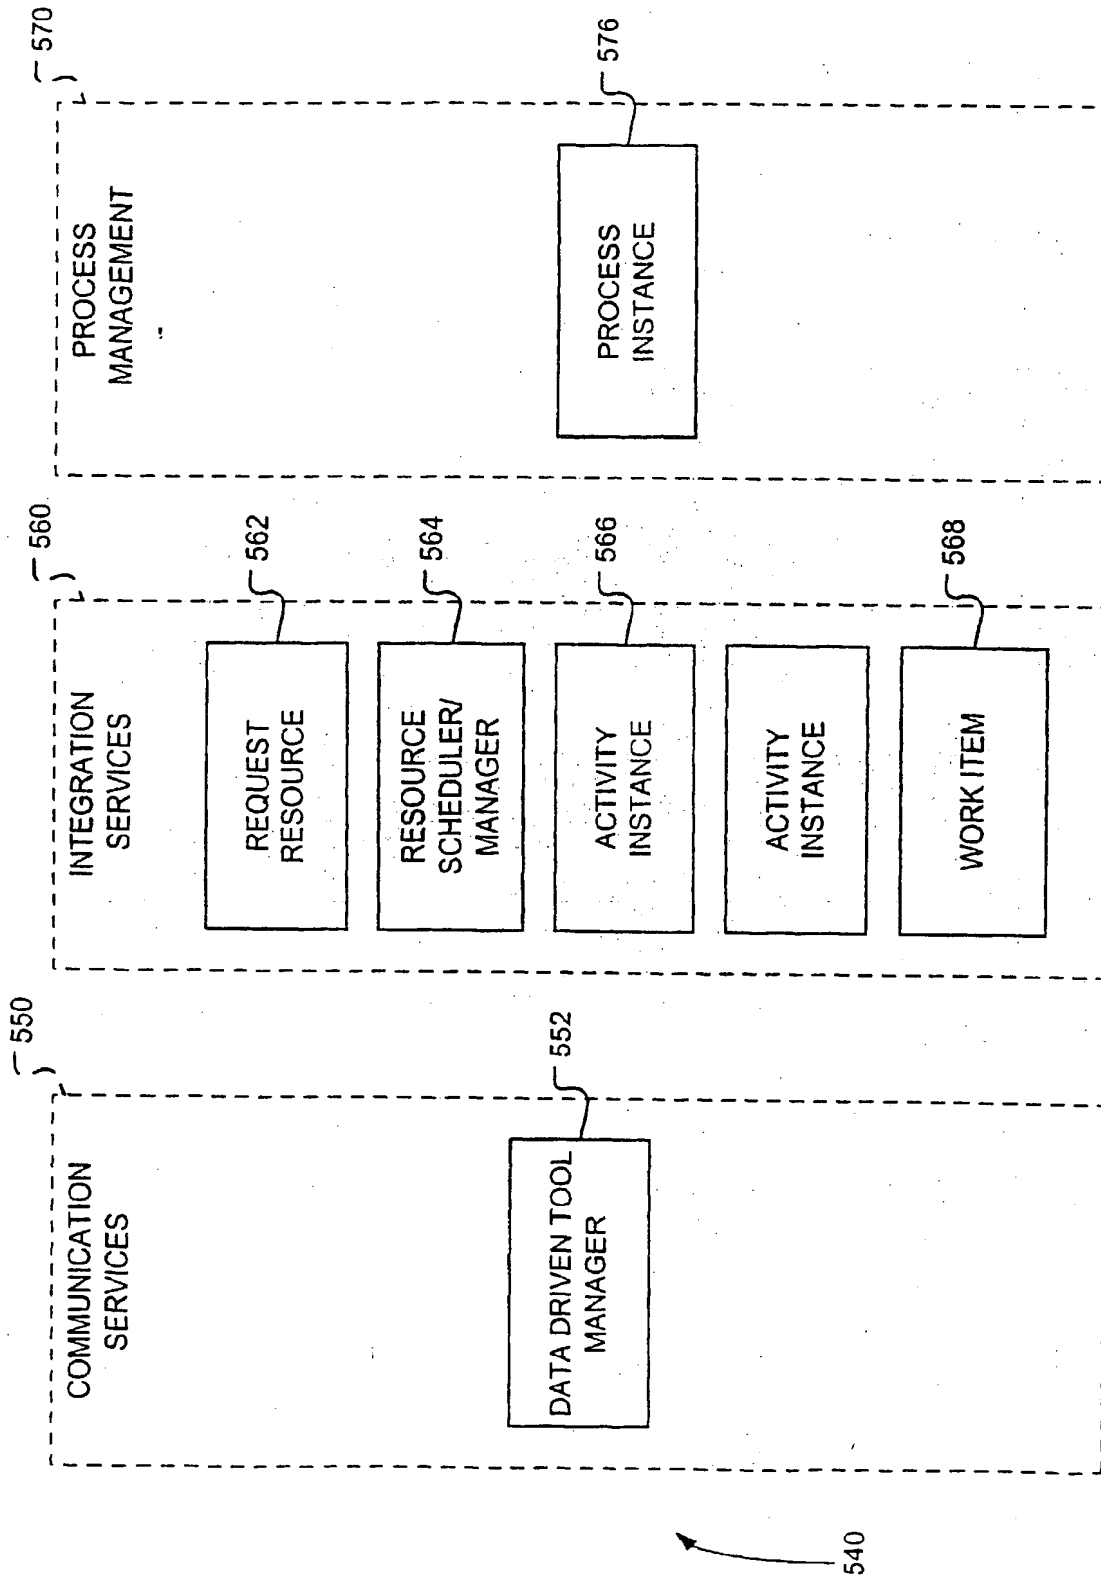 540
550
COMMUNICATION
SERVICES
552
DATA DRIVEN TOOL
MANAGER
560
INTEGRATION
SERVICES
562
REQUEST
RESOURCE
564
RESOURCE
SCHEDULER/
MANAGER
566
ACTIVITY
INSTANCE
ACTIVITY
INSTANCE
568
WORK ITEM
570
PROCESS
MANAGEMENT
576
PROCESS
INSTANCE